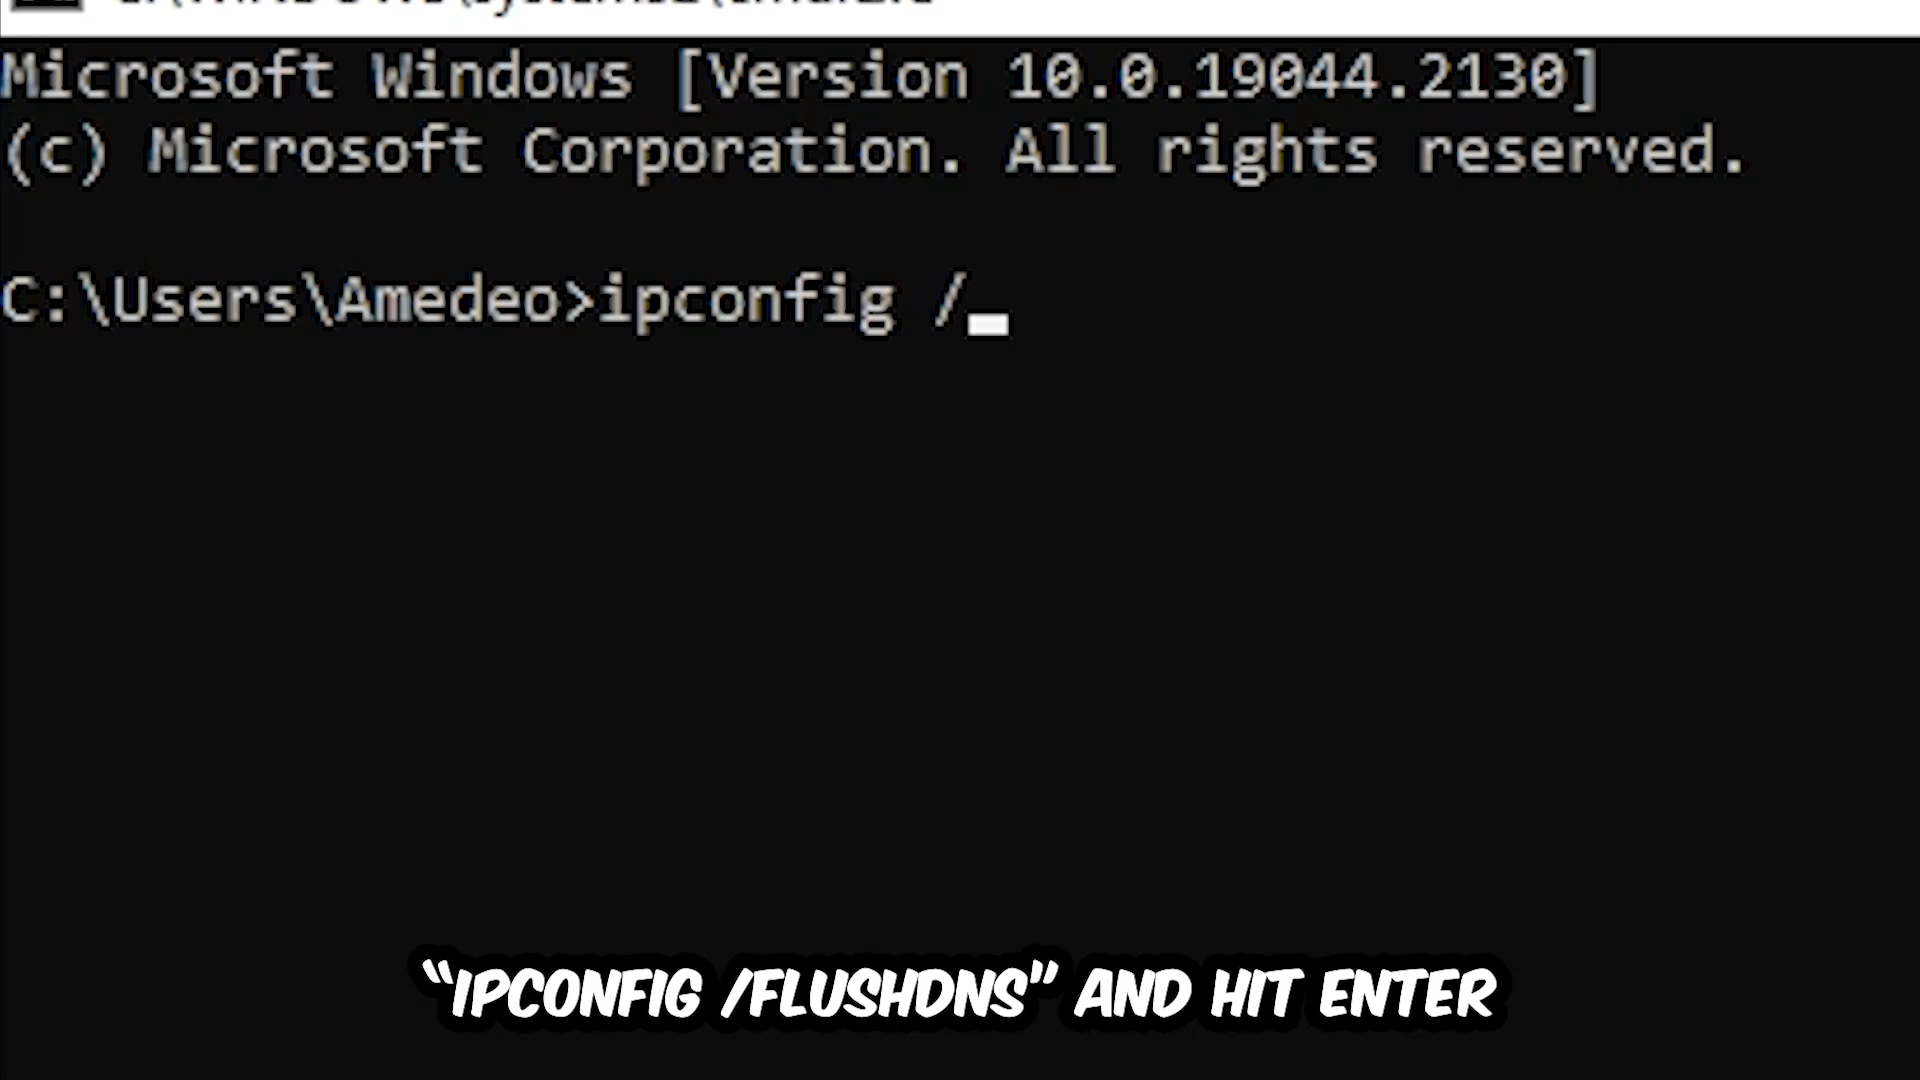 Microsoft Windows [Version 10.0.19044.2130]
(c) Microsoft Corporation. All rights reserved.
C:\Users\Amedeo>ipconfig /
“IPCONFIG /FLUSHDNS” AND HIT ENTER